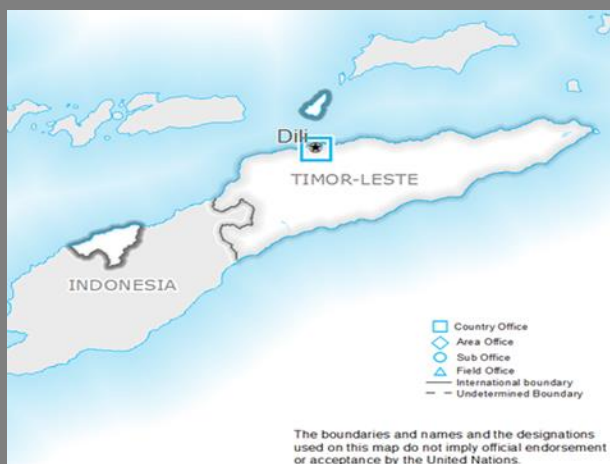 Dili
TIMOR-LESTE
INDONESIA
Country Office
Area Office
Sub Office
Field Office
International boundary
Undetermined Boundary
The boundaries and names and the designations
used on this map do not imply official endorsement
or acceptance by the United Nations.